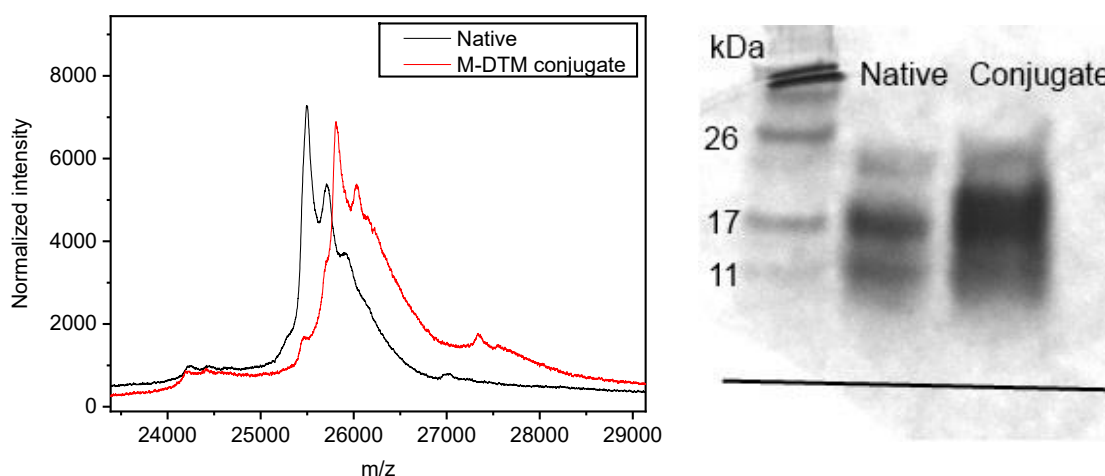 Native
M-DTM conjugate
8000
6000
4000
2000
0
Normalized intensity
24000 25000 26000 27000 28000 29000
m/z
kDa
Native Conjugate
26
17
11